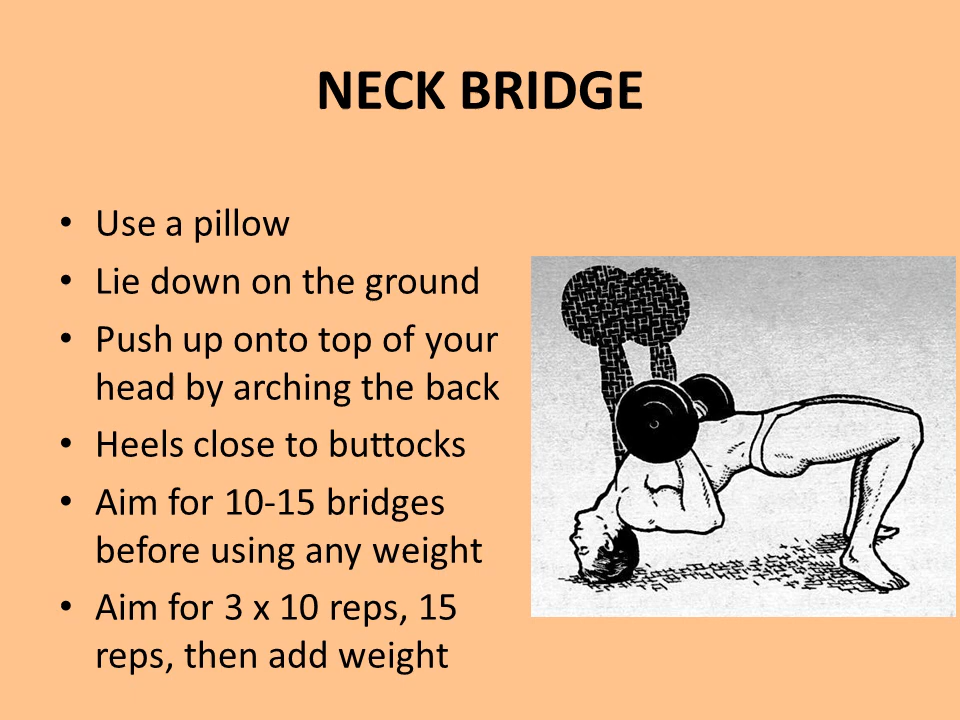 NECK BRIDGE
• Use a pillow
• Lie down on the ground
• Push up onto top of your
head by arching the back
• Heels close to buttocks
• Aim for 10-15 bridges
before using any weight
• Aim for 3 x 10 reps, 15
reps, then add weight